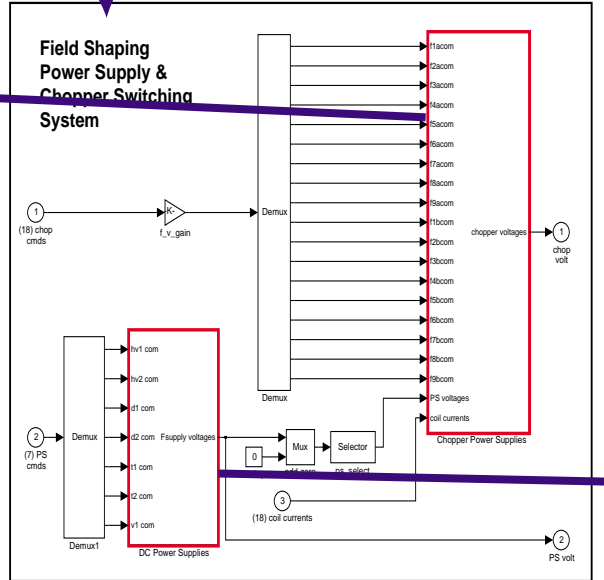 Field Shaping
Power Supply &
Chopper Switching
System
1
(18) chop
cmds
K-
f_v_gain
Demux
Demux
f1acom
f2acom
f3acom
f4acom
f5acom
f6acom
f7acom
f8acom
f9acom
f1bcom
f2bcom
f3bcom
f4bcom
f5bcom
f6bcom
f7bcom
f8bcom
f9bcom
PS voltages
coil currents
chopper voltages
Chopper Power Supplies
1
chop
volt
2
(7) PS
cmds
Demux
Demux1
hv1 com
hv2 com
d1 com
d2 com
t1 com
t2 com
v1 com
Fsupply voltages
DC Power Supplies
0
Mux
add zero
Selector
ps_select
3
(18) coil currents
2
PS volt